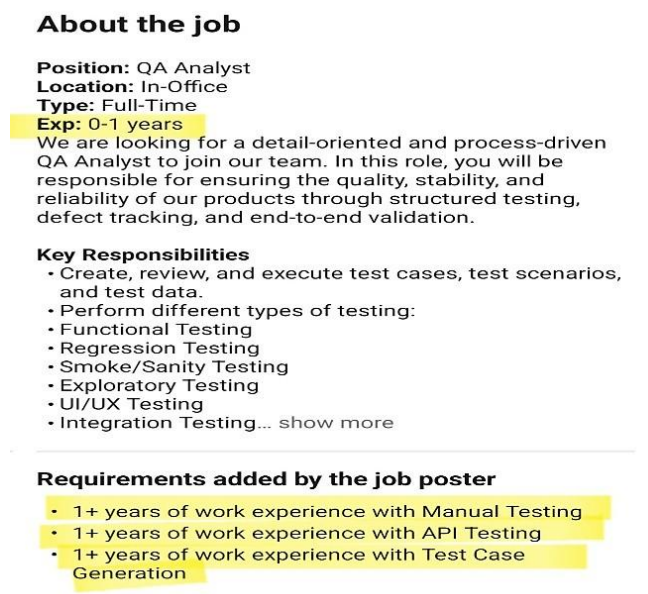 About the job
Position: QA Analyst
Location: In-Office
Type: Full-Time
Exp: 0-1 years
We are looking for a detail-oriented and process-driven
QA Analyst to join our team. In this role, you will be
responsible for ensuring the quality, stability, and
reliability of our products through structured testing,
defect tracking, and end-to-end validation.
Key Responsibilities
• Create, review, and execute test cases, test scenarios,
and test data.
• Perform different types of testing:
• Functional Testing
• Regression Testing
• Smoke/Sanity Testing
• Exploratory Testing
• UI/UX Testing
• Integration Testing... show more
Requirements added by the job poster
• 1+ years of work experience with Manual Testing
• 1+ years of work experience with API Testing
• 1+ years of work experience with Test Case
Generation